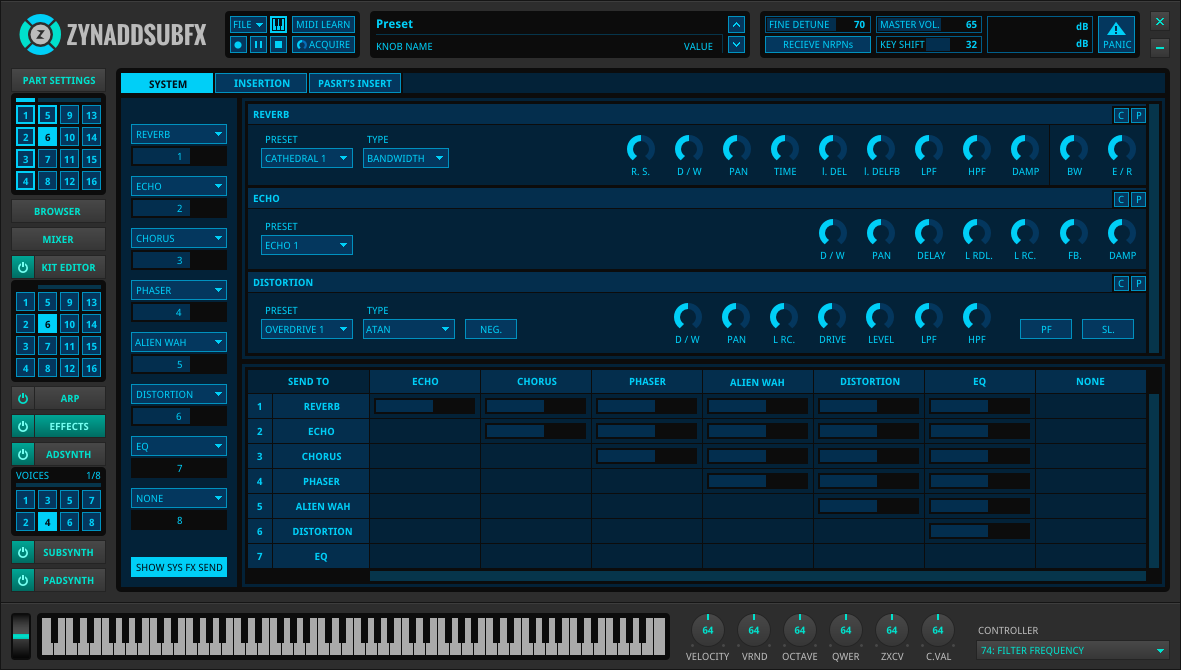 ZYNADDSUBFX
FILE MIDI LEARN
ACQUIRE
Preset
KNOB NAME VALUE
FINE DETUNE 70 MASTER VOL. 65 dB
RECIEVE NRPNs KEY SHIFT 32 dB
PANIC
PART SETTINGS
1 5 9 13
2 6 10 14
3 7 11 15
4 8 12 16
BROWSER
MIXER
KIT EDITOR
1 5 9 13
2 6 10 14
3 7 11 15
4 8 12 16
ARP
EFFECTS
ADSYNTH
VOICES 1/8
1 3 5 7
2 4 6 8
SUBSYNTH
PADSYNTH
SYSTEM INSERTION PASRT'S INSERT
REVERB
1
ECHO
2
CHORUS
3
PHASER
4
ALIEN WAH
5
DISTORTION
6
EQ
7
NONE
8
SHOW SYS FX SEND
REVERB C P
PRESET TYPE
CATHEDRAL 1 BANDWIDTH
R. S. D / W PAN TIME I. DEL I. DELFB LPF HPF DAMP BW E / R
ECHO C P
PRESET
ECHO 1
D / W PAN DELAY L RDL. L RC. FB. DAMP
DISTORTION C P
PRESET TYPE
OVERDRIVE 1 ATAN NEG. PF SL.
D / W PAN L RC. DRIVE LEVEL LPF HPF
SEND TO ECHO CHORUS PHASER ALIEN WAH DISTORTION EQ NONE
1 REVERB
2 ECHO
3 CHORUS
4 PHASER
5 ALIEN WAH
6 DISTORTION
7 EQ
64 64 64 64 64 64
VELOCITY VRND OCTAVE QWER ZXCV C.VAL
CONTROLLER
74: FILTER FREQUENCY